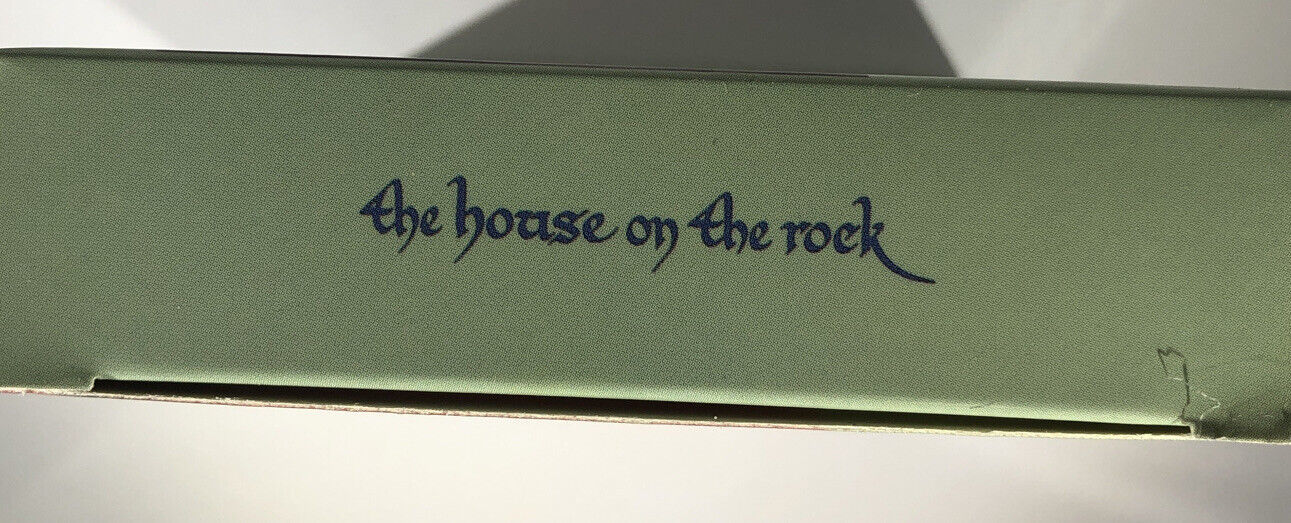 the house on the rock